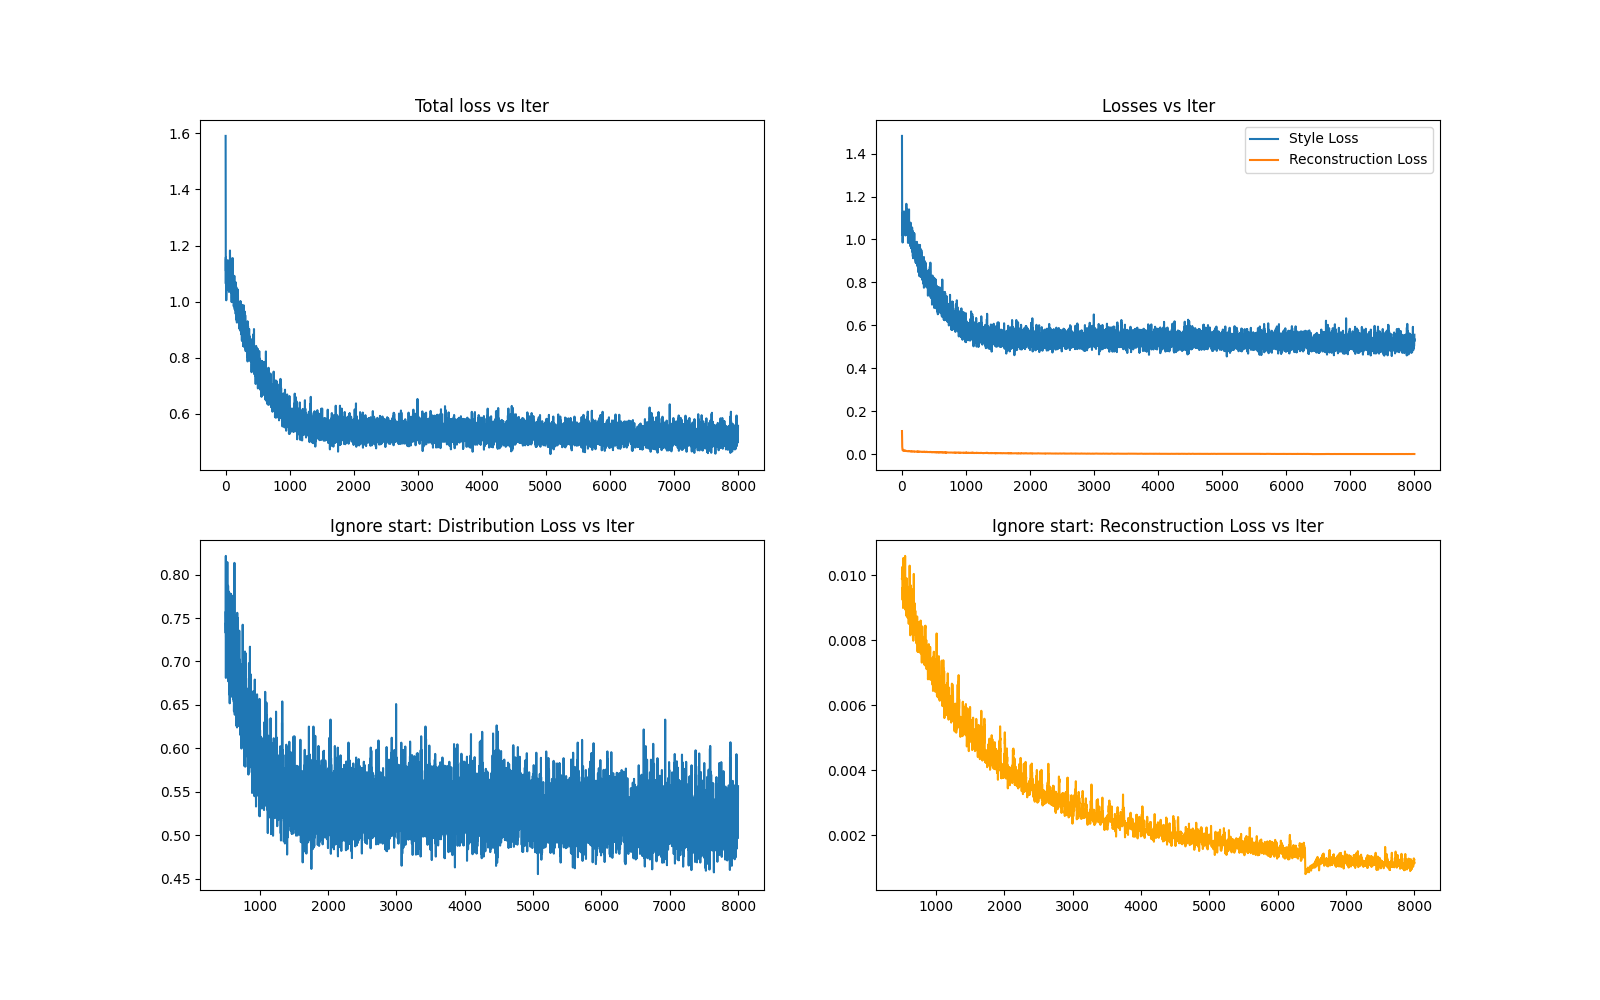 Total loss vs Iter
1.6
1.4
1.2
1.0
0.8
0.6
0 1000 2000 3000 4000 5000 6000 7000 8000
Losses vs Iter
Style Loss
Reconstruction Loss
1.4
1.2
1.0
0.8
0.6
0.4
0.2
0.0
0 1000 2000 3000 4000 5000 6000 7000 8000
Ignore start: Distribution Loss vs Iter
0.80
0.75
0.70
0.65
0.60
0.55
0.50
0.45
1000 2000 3000 4000 5000 6000 7000 8000
Ignore start: Reconstruction Loss vs Iter
0.010
0.008
0.006
0.004
0.002
1000 2000 3000 4000 5000 6000 7000 8000